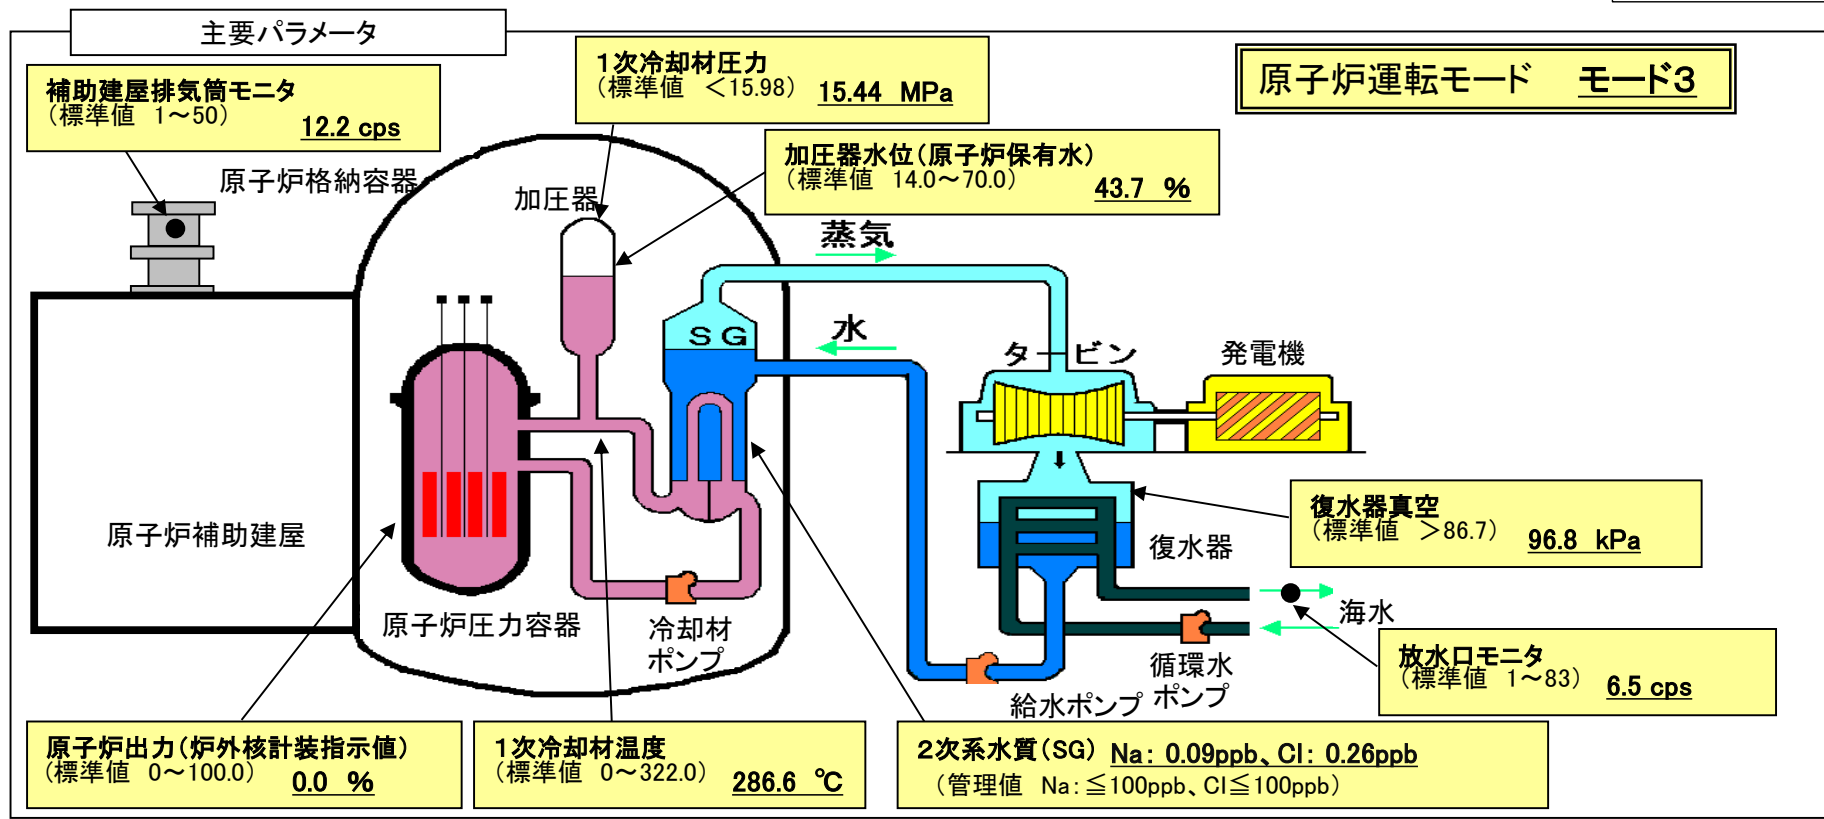 主要パラメータ
補助建屋排気筒モニタ
(標準値 1～50)
12.2 cps
1次冷却材圧力
(標準値 <15.98) 15.44 MPa
原子炉運転モード モード3
加圧器水位(原子炉保有水)
(標準値 14.0～70.0)
43.7 %
原子炉格納容器
加圧器
蒸気
SG
水
タービン
発電機
原子炉補助建屋
復水器真空
(標準値 >86.7)
96.8 kPa
復水器
海水
原子炉圧力容器
冷却材
ポンプ
循環水
ポンプ
給水ポンプ
放水口モニタ
(標準値 1～83) 6.5 cps
原子炉出力(炉外核計装指示値)
(標準値 0～100.0) 0.0 %
1次冷却材温度
(標準値 0～322.0) 286.6 ℃
2次系水質(SG) Na: 0.09ppb、Cl: 0.26ppb
(管理値 Na:≦100ppb、Cl≦100ppb)